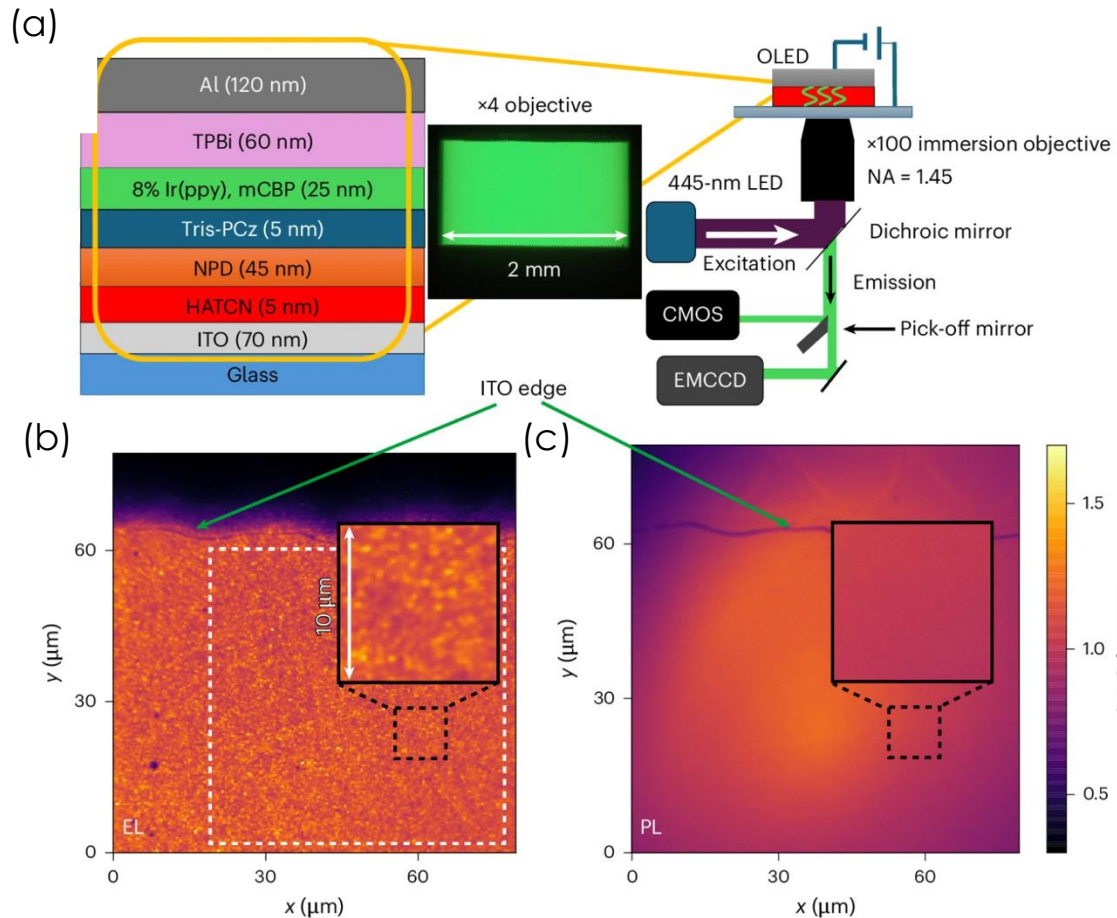 (a)
Al (120 nm)
TPBi (60 nm)
8% Ir(ppy), mCBP (25 nm)
Tris-PCz (5 nm)
NPD (45 nm)
HATCN (5 nm)
ITO (70 nm)
Glass
×4 objective
2 mm
OLED
×100 immersion objective
NA = 1.45
445-nm LED
Excitation
Dichroic mirror
Emission
CMOS
Pick-off mirror
EMCCD
ITO edge
(b)
60
30
0
y (μm)
10 μm
EL
0
30
60
x (μm)
(c)
60
30
0
y (μm)
PL
0
30
60
x (μm)
1.5
1.0
0.5